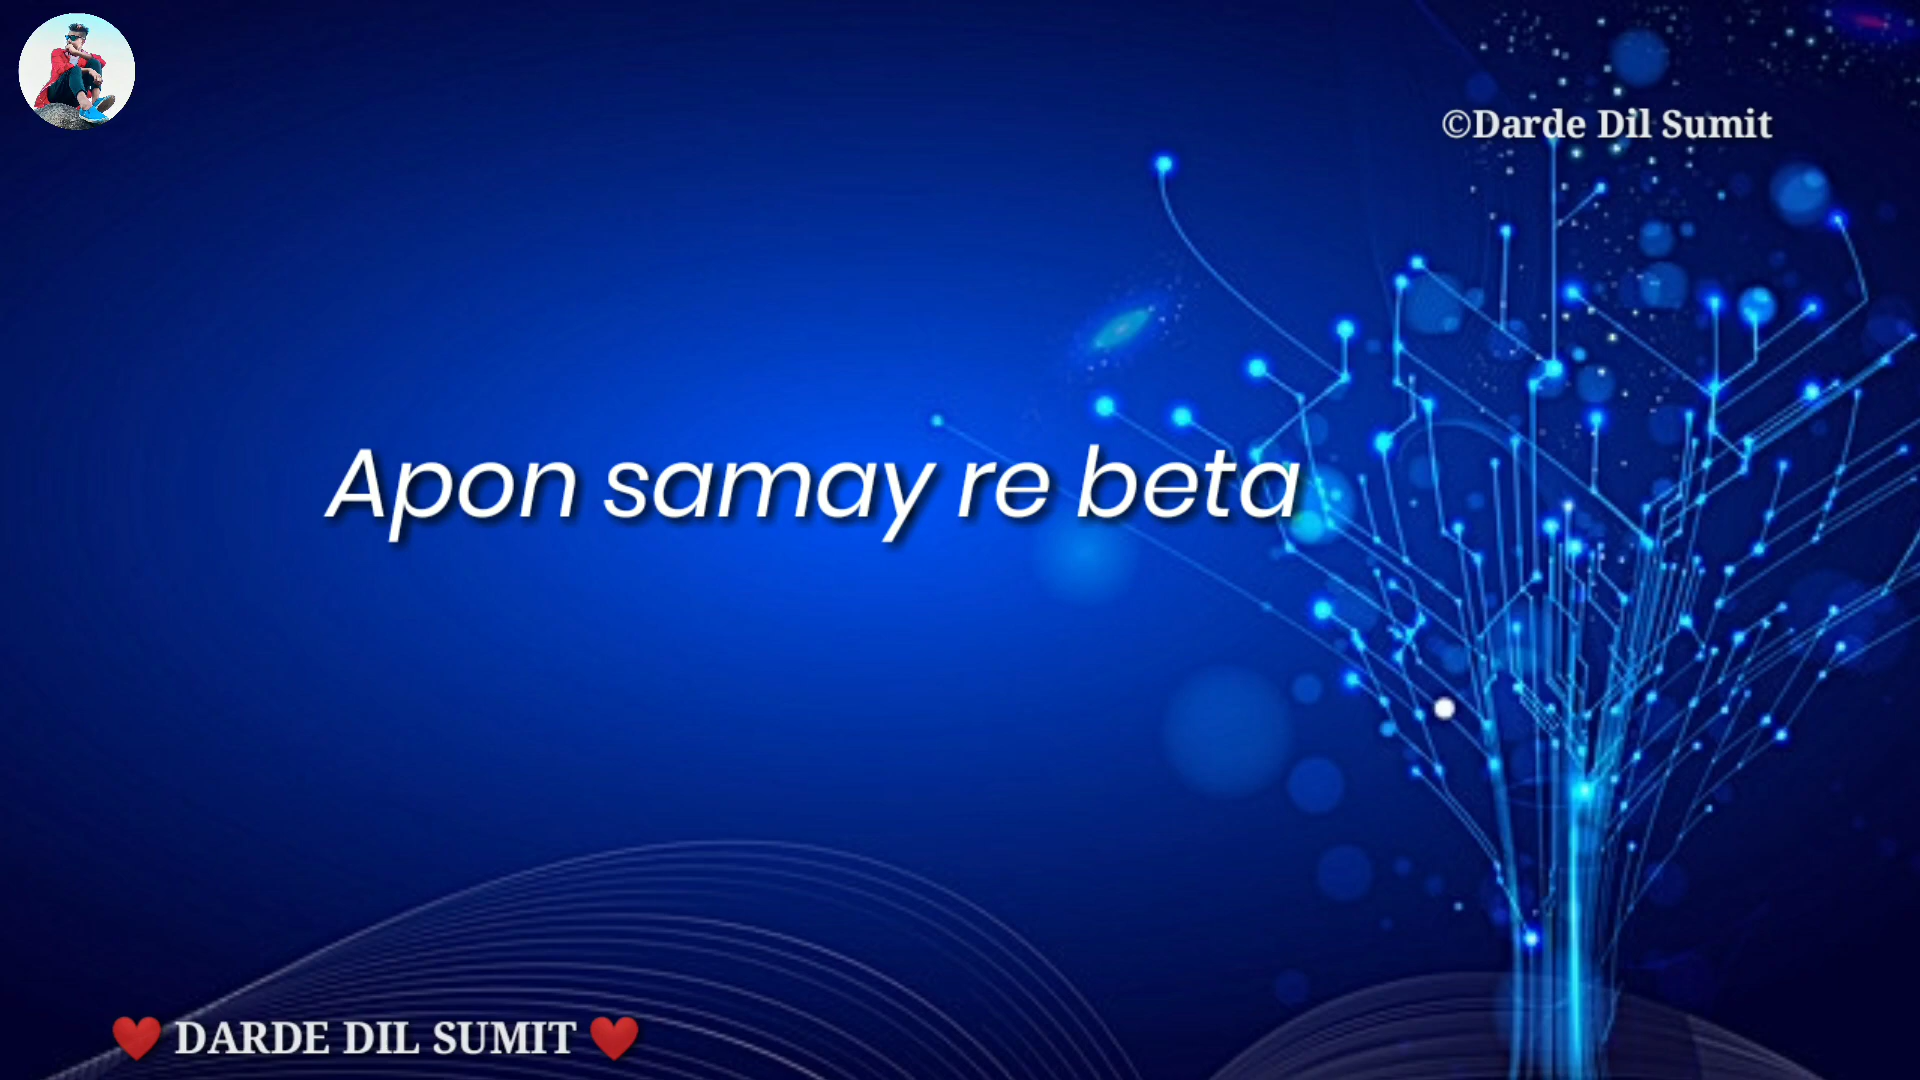 ©Darde Dil Sumit
Apon samay re beta
❤️ DARDE DIL SUMIT ❤️